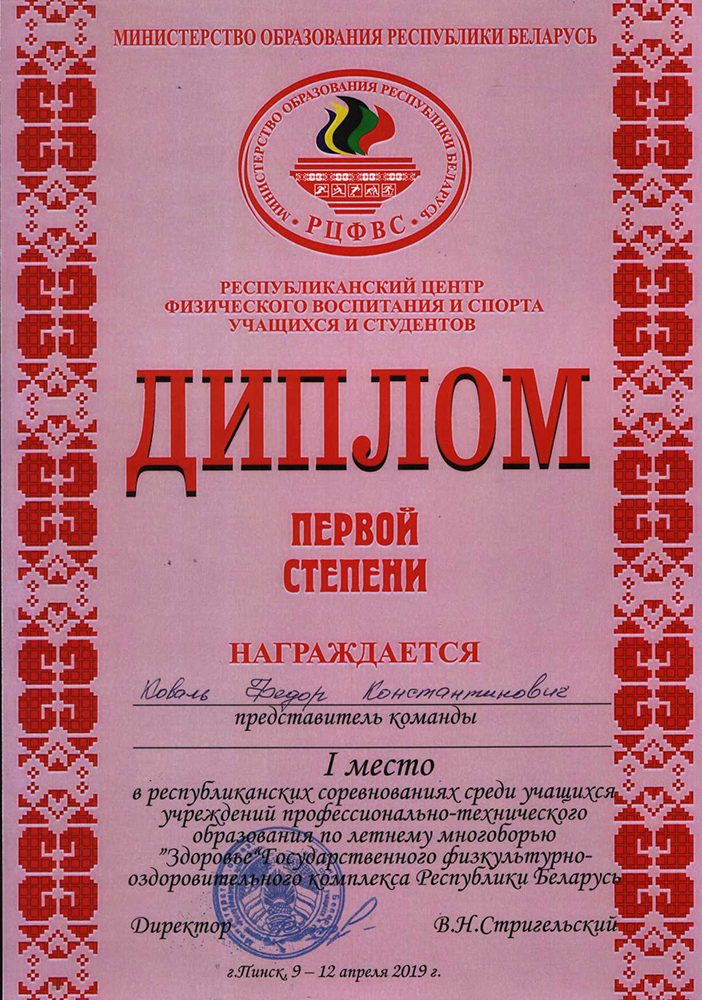 МИНИСТЕРСТВО ОБРАЗОВАНИЯ РЕСПУБЛИКИ БЕЛАРУСЬ
МИНИСТЕРСТВО ОБРАЗОВАНИЯ РЕСПУБЛИКИ БЕЛАРУСЬ
• РЦФВС •
РЕСПУБЛИКАНСКИЙ ЦЕНТР
ФИЗИЧЕСКОГО ВОСПИТАНИЯ И СПОРТА
УЧАЩИХСЯ И СТУДЕНТОВ
ДИПЛОМ
ПЕРВОЙ
СТЕПЕНИ
НАГРАЖДАЕТСЯ
Коваль Федор Константинович
представитель команды
I место
в республиканских соревнованиях среди учащихся
учреждений профессионально-технического
образования по летнему многоборью
"Здоровье"Государственного физкультурно-
оздоровительного комплекса Республики Беларусь
Директор В.Н.Стригельский
г.Пинск, 9 – 12 апреля 2019 г.